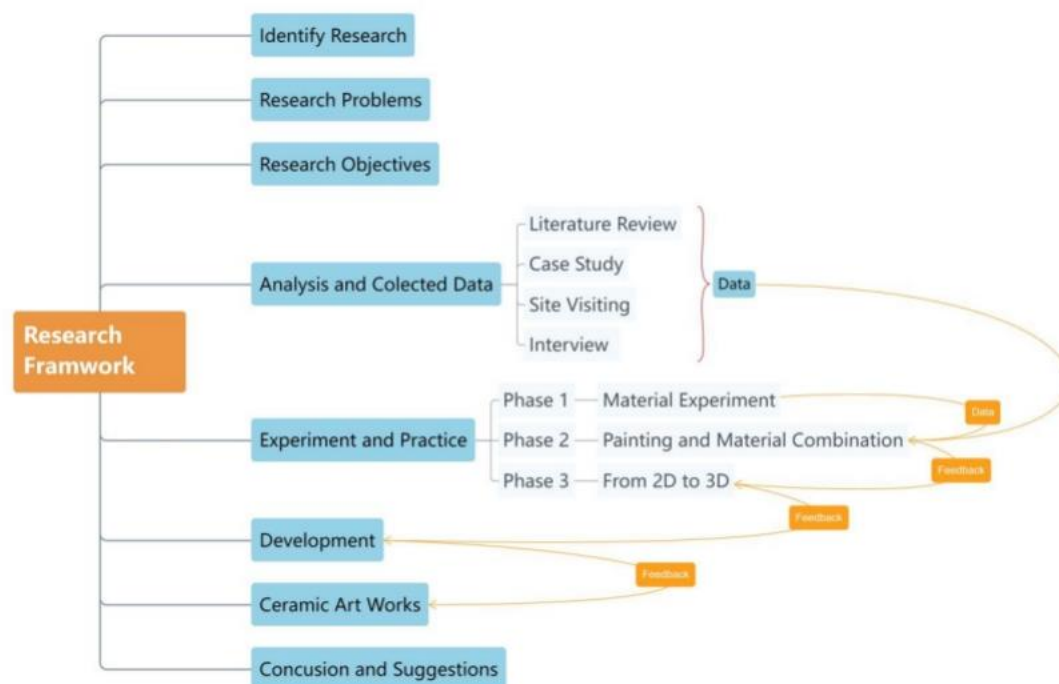 Identify Research
Research Problems
Research Objectives
Literature Review
Case Study
Analysis and Colected Data
Data
Site Visiting
Interview
Research
Framwork
Phase 1
Material Experiment
Data
Experiment and Practice
Phase 2
Painting and Material Combination
Feedback
Phase 3
From 2D to 3D
Feedback
Development
Feedback
Ceramic Art Works
Concusion and Suggestions